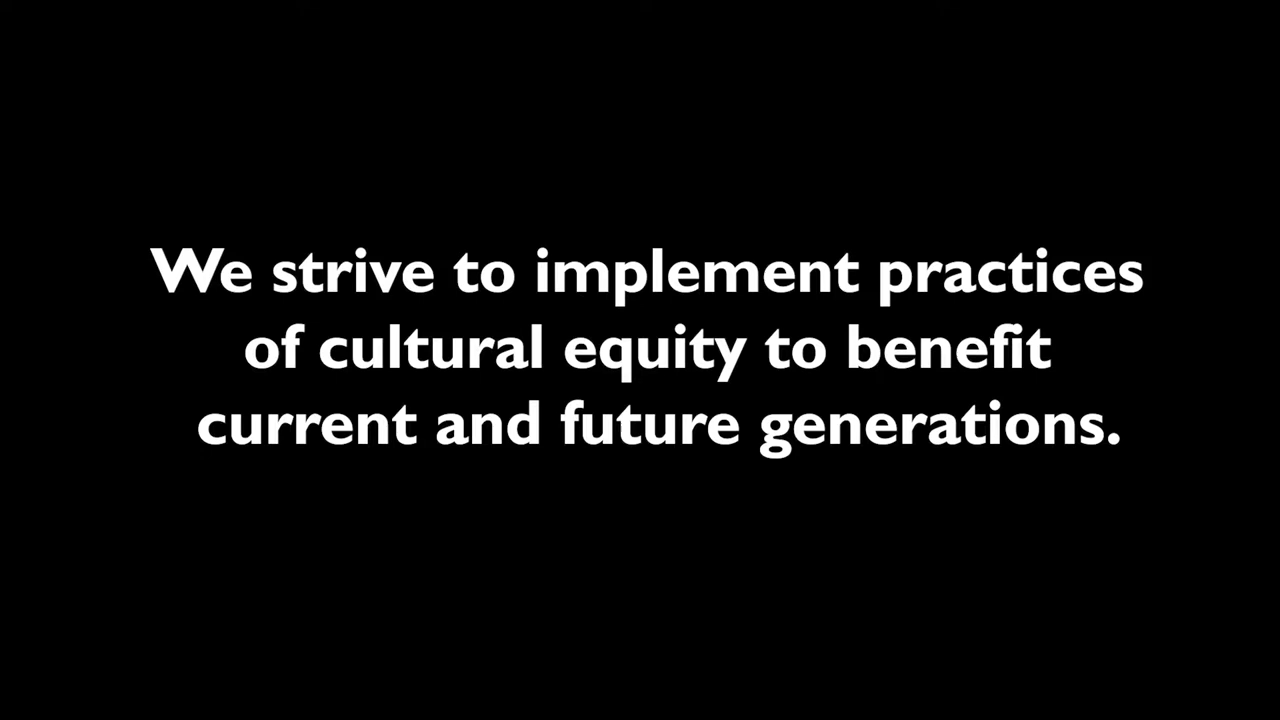 We strive to implement practices
of cultural equity to benefit
current and future generations.